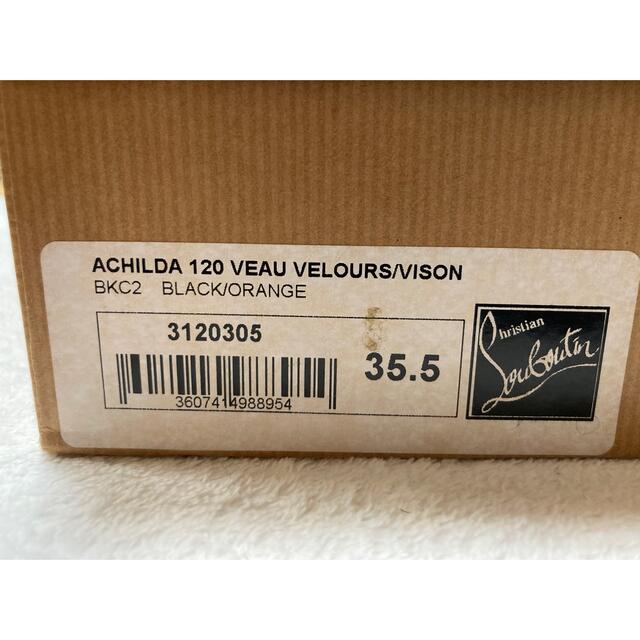 ACHILDA 120 VEAU VELOURS/VISON
BKC2 BLACK/ORANGE
3120305
35.5
3607414988954
Christian
Louboutin